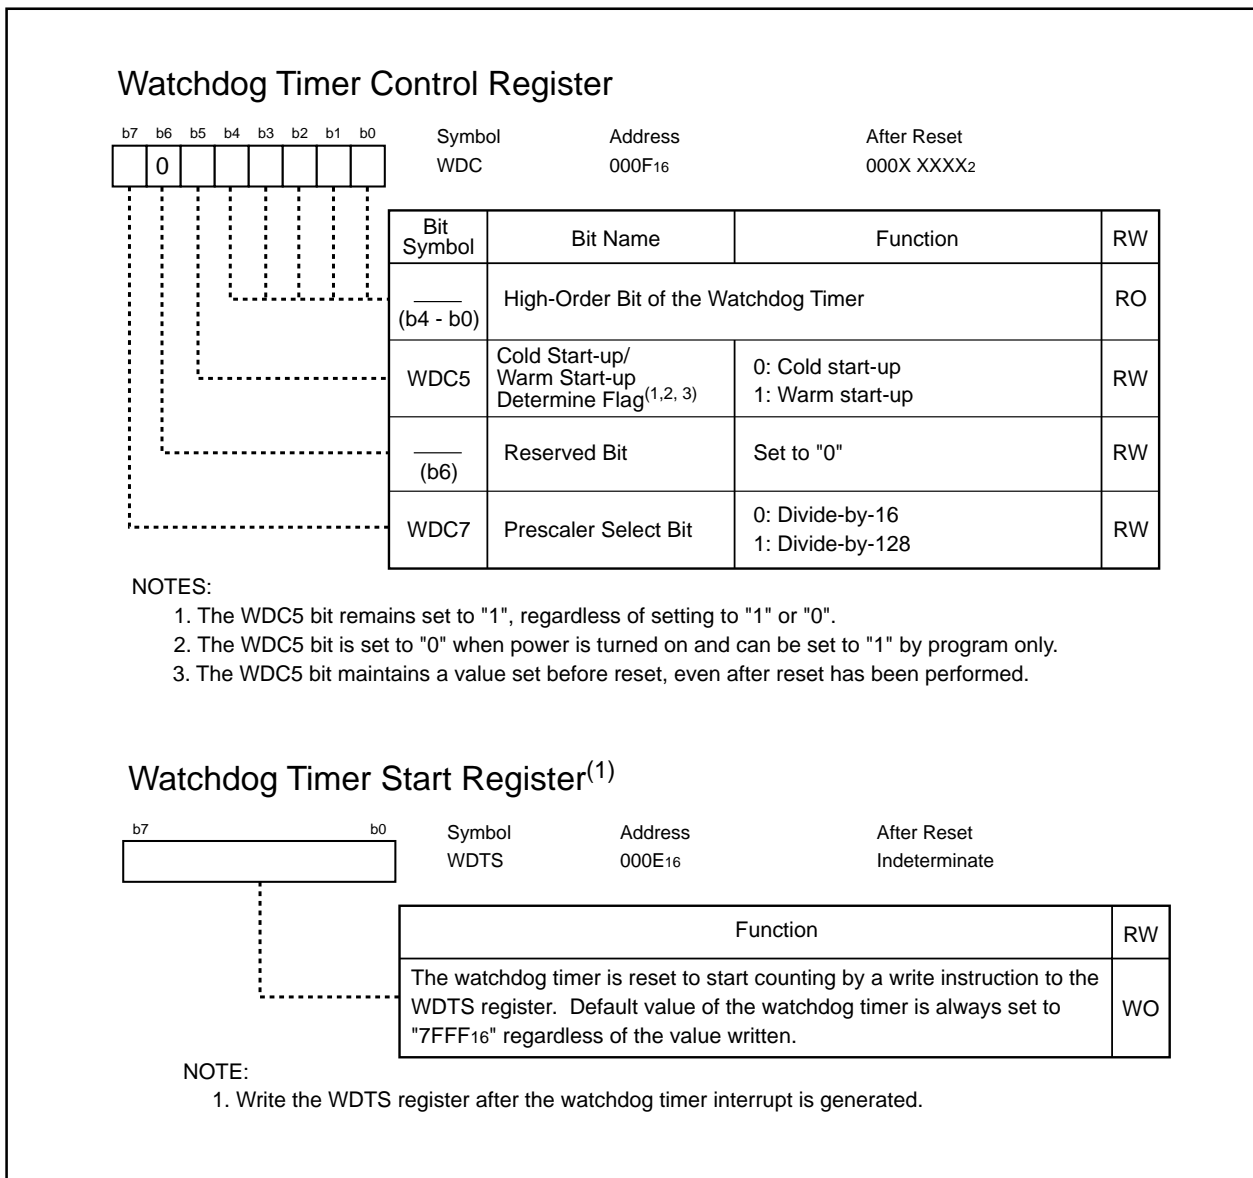 Watchdog Timer Control Register
b7 b6 b5 b4 b3 b2 b1 b0
Symbol Address After Reset
0 WDC 000F16 000X XXXX2
Bit Symbol Bit Name Function RW
(b4 - b0) High-Order Bit of the Watchdog Timer RO
WDC5 Cold Start-up/ Warm Start-up Determine Flag(1,2, 3) 0: Cold start-up 1: Warm start-up RW
(b6) Reserved Bit Set to "0" RW
WDC7 Prescaler Select Bit 0: Divide-by-16 1: Divide-by-128 RW
NOTES:
1. The WDC5 bit remains set to "1", regardless of setting to "1" or "0".
2. The WDC5 bit is set to "0" when power is turned on and can be set to "1" by program only.
3. The WDC5 bit maintains a value set before reset, even after reset has been performed.
Watchdog Timer Start Register(1)
b7 b0
Symbol Address After Reset
WDTS 000E16 Indeterminate
Function RW
The watchdog timer is reset to start counting by a write instruction to the
WDTS register. Default value of the watchdog timer is always set to
"7FFF16" regardless of the value written.
WO
NOTE:
1. Write the WDTS register after the watchdog timer interrupt is generated.